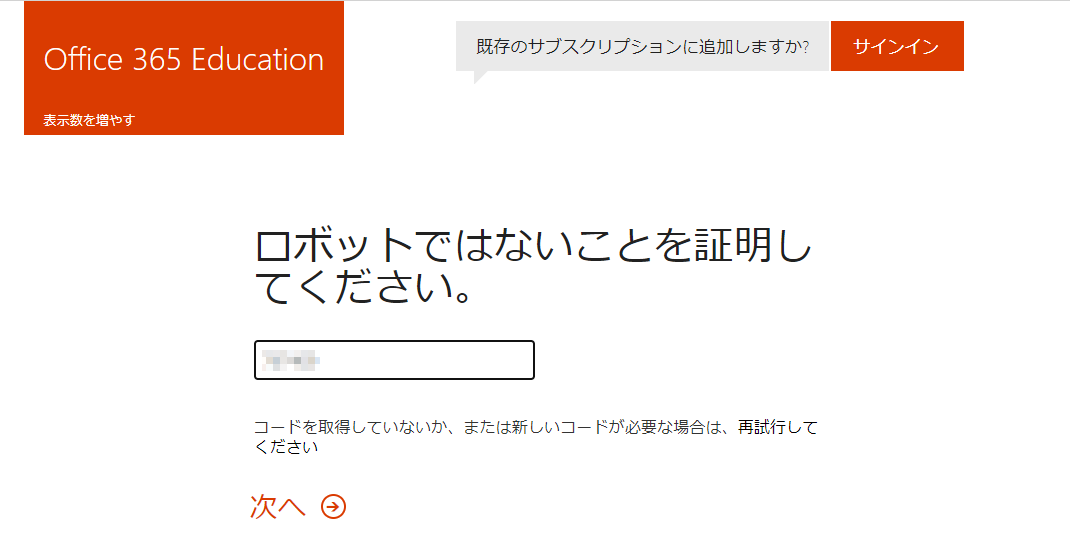 Office 365 Education
表示数を増やす
既存のサブスクリプションに追加しますか?
サインイン
ロボットではないことを証明し
てください。
コードを取得していないか、または新しいコードが必要な場合は、再試行して
ください
次へ